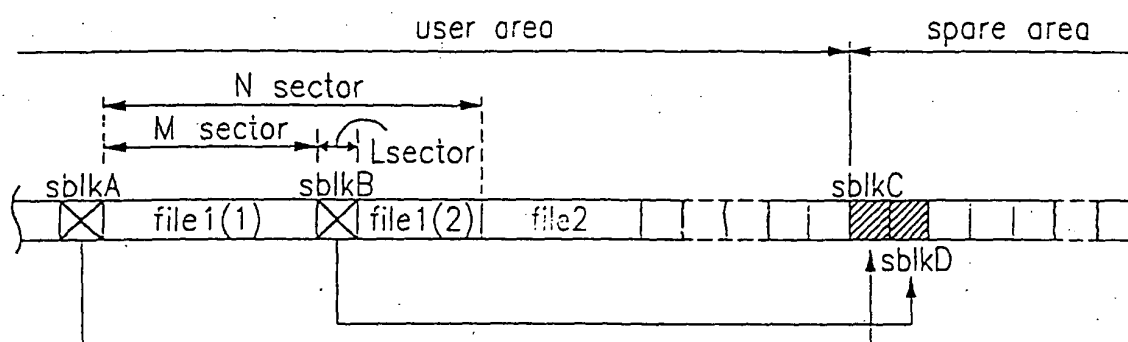 user area
spare area
N sector
M sector
Lsector
sblkA
sblkB
sblkC
file1(1)
file1(2)
file2
sblkD